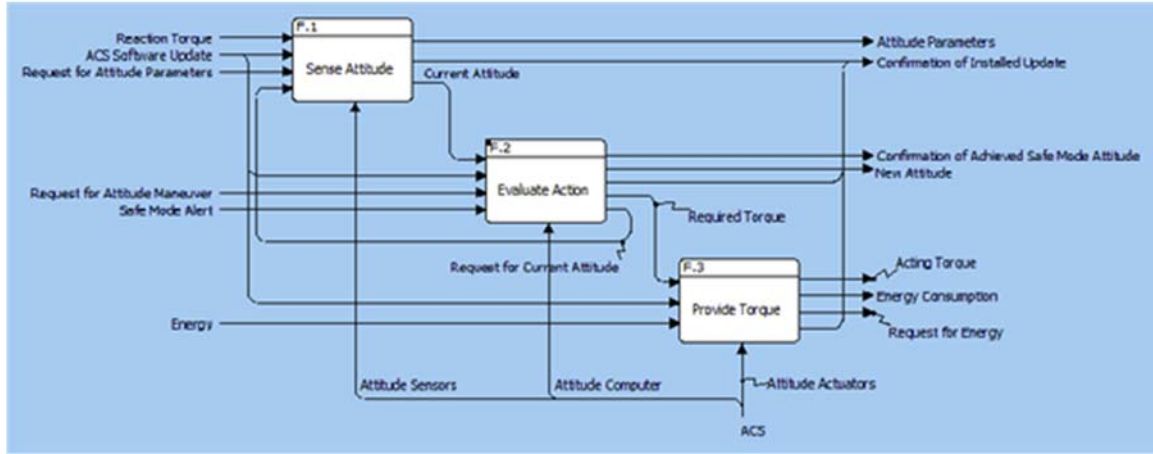 F.1
Reaction Torque
ACS Software Update
Request for Attitude Parameters
Sense Attitude
Current Attitude
Attitude Parameters
Confirmation of Installed Update
F.2
Request for Attitude Maneuver
Safe Mode Alert
Evaluate Action
Confirmation of Achieved Safe Mode Attitude
New Attitude
Required Torque
Request for Current Attitude
F.3
Energy
Provide Torque
Acting Torque
Energy Consumption
Request for Energy
Attitude Sensors
Attitude Computer
Attitude Actuators
ACS